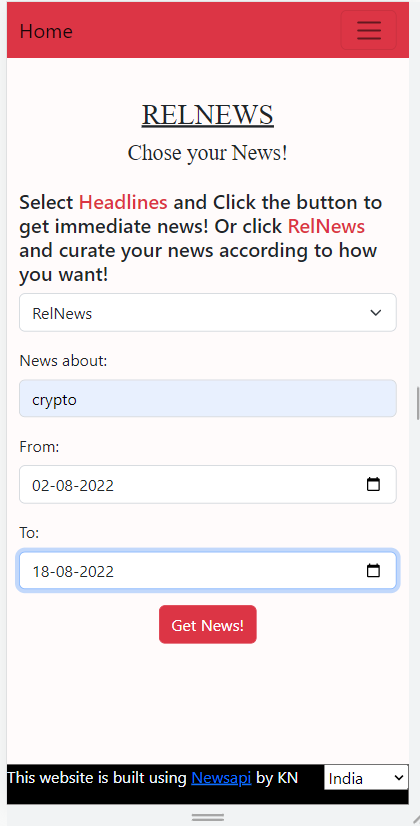 Home
RELNEWS
Chose your News!
Select Headlines and Click the button to
get immediate news! Or click RelNews
and curate your news according to how
you want!
RelNews
News about:
crypto
From:
02-08-2022
To:
18-08-2022
Get News!
This website is built using Newsapi by KN
India